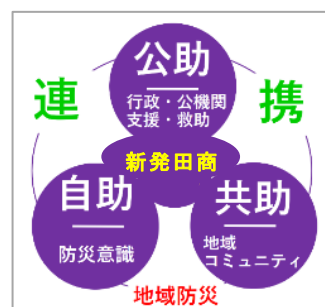 公助
行政・公機関
支援・救助
連 携
新発田商
自助
防災意識
共助
地域
コミュニティ
地域防災